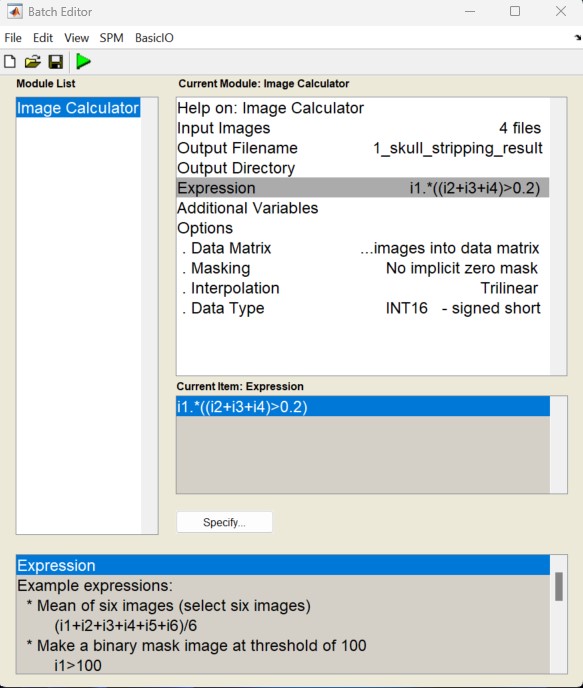 Batch Editor
File Edit View SPM BasicIO
Module List
Image Calculator
Current Module: Image Calculator
Help on: Image Calculator
Input Images 4 files
Output Filename 1_skull_stripping_result
Output Directory
Expression i1.*((i2+i3+i4)>0.2)
Additional Variables
Options
. Data Matrix ...images into data matrix
. Masking No implicit zero mask
. Interpolation Trilinear
. Data Type INT16 - signed short
Current Item: Expression
i1.*((i2+i3+i4)>0.2)
Specify...
Expression
Example expressions:
* Mean of six images (select six images)
(i1+i2+i3+i4+i5+i6)/6
* Make a binary mask image at threshold of 100
i1>100